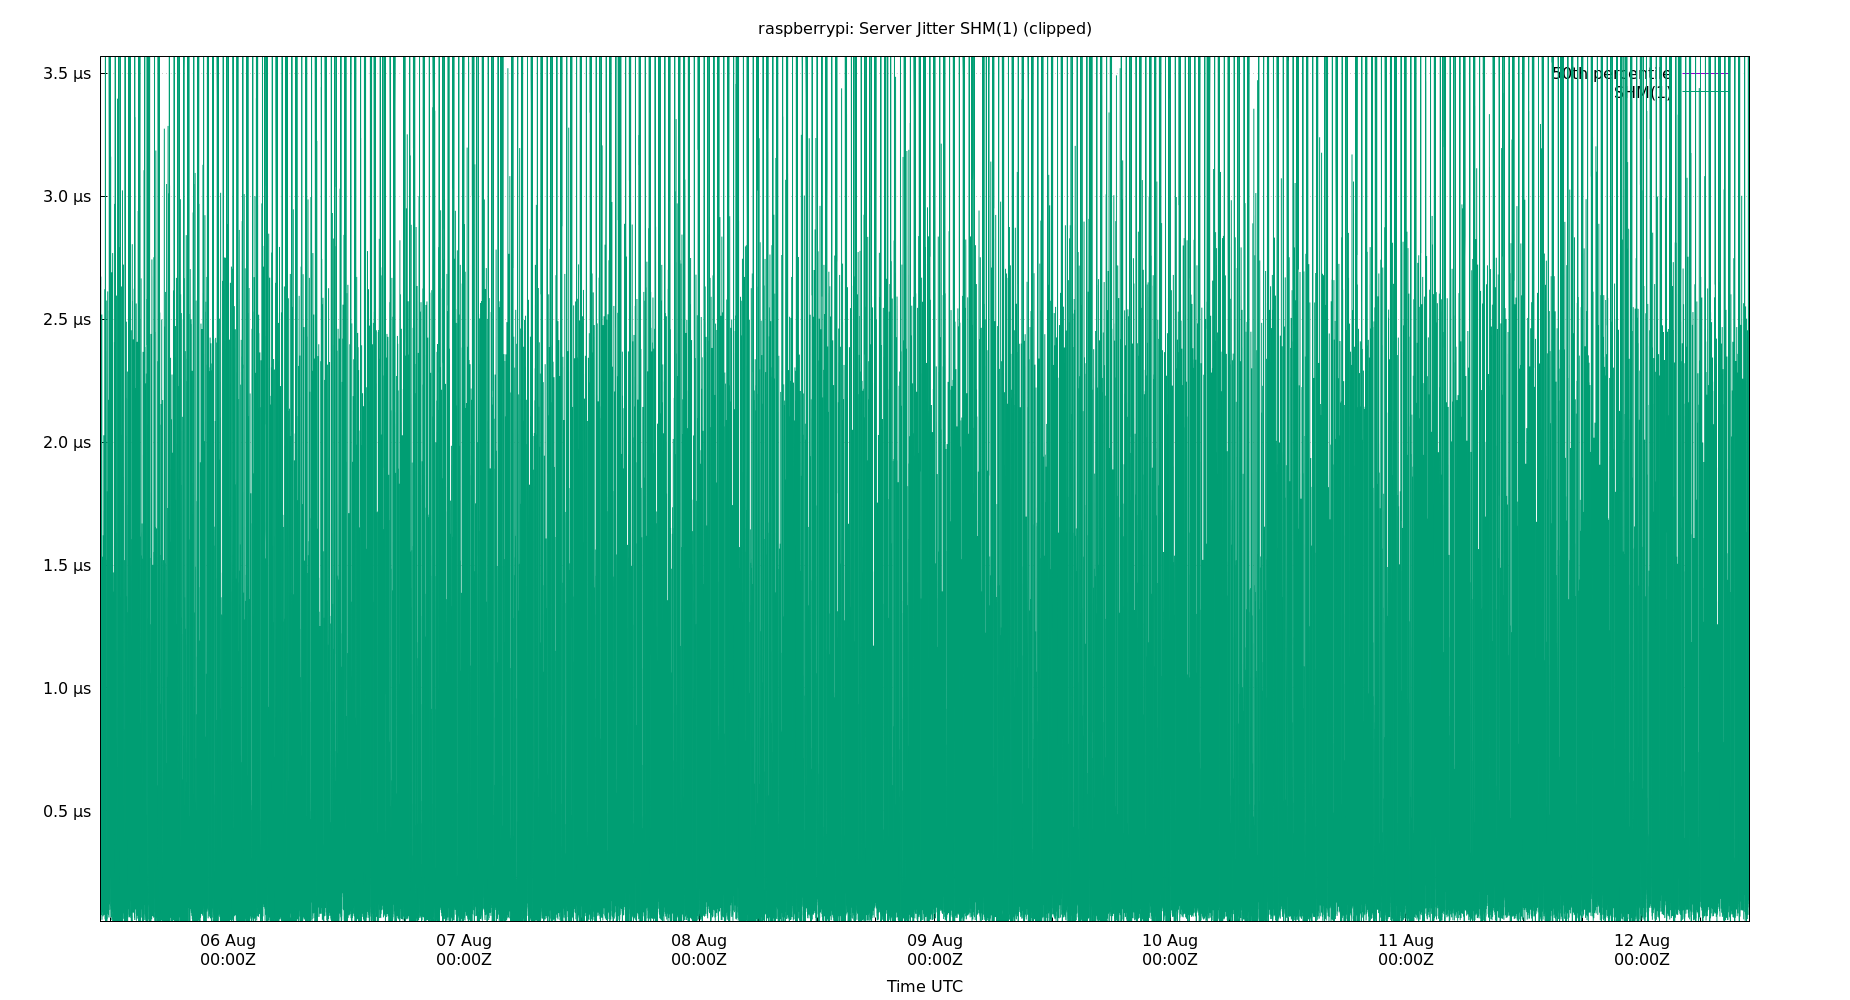 raspberrypi: Server Jitter SHM(1) (clipped)
3.5 µs
50th percentile
SHM(1)
3.0 µs
2.5 µs
2.0 µs
1.5 µs
1.0 µs
0.5 µs
06 Aug 07 Aug 08 Aug 09 Aug 10 Aug 11 Aug 12 Aug
00:00Z 00:00Z 00:00Z 00:00Z 00:00Z 00:00Z 00:00Z
Time UTC